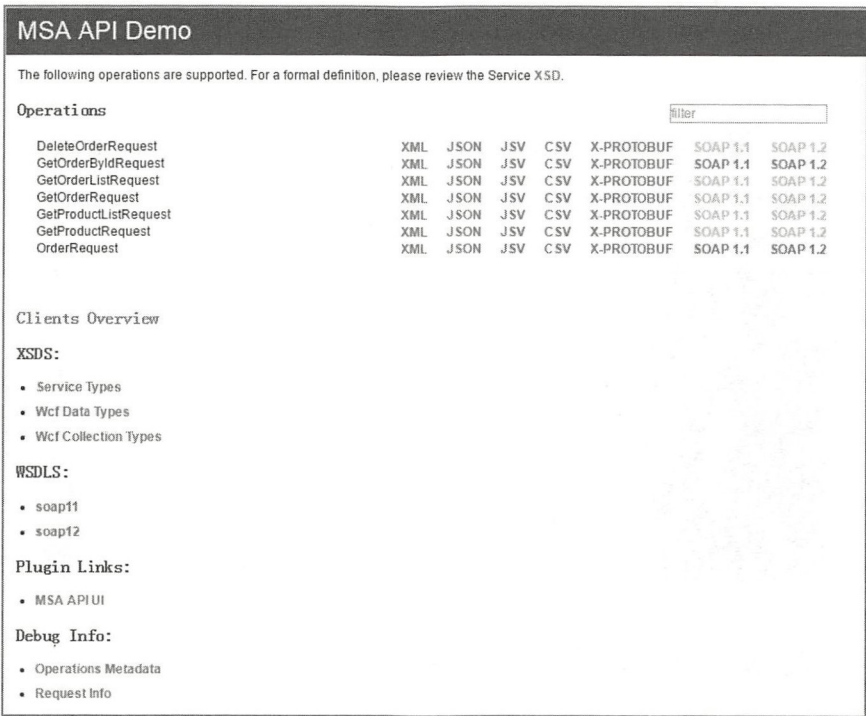 MSA API Demo
The following operations are supported. For a formal definition, please review the Service XSD.
Operations
filter
DeleteOrderRequest XML JSON JSV CSV X-PROTOBUF SOAP 1.1 SOAP 1.2
GetOrderByIdRequest XML JSON JSV CSV X-PROTOBUF SOAP 1.1 SOAP 1.2
GetOrderListRequest XML JSON JSV CSV X-PROTOBUF SOAP 1.1 SOAP 1.2
GetOrderRequest XML JSON JSV CSV X-PROTOBUF SOAP 1.1 SOAP 1.2
GetProductListRequest XML JSON JSV CSV X-PROTOBUF SOAP 1.1 SOAP 1.2
GetProductRequest XML JSON JSV CSV X-PROTOBUF SOAP 1.1 SOAP 1.2
OrderRequest XML JSON JSV CSV X-PROTOBUF SOAP 1.1 SOAP 1.2
Clients Overview
XSDS:
• Service Types
• Wcf Data Types
• Wcf Collection Types
WSDLS:
• soap11
• soap12
Plugin Links:
• MSA API UI
Debug Info:
• Operations Metadata
• Request Info